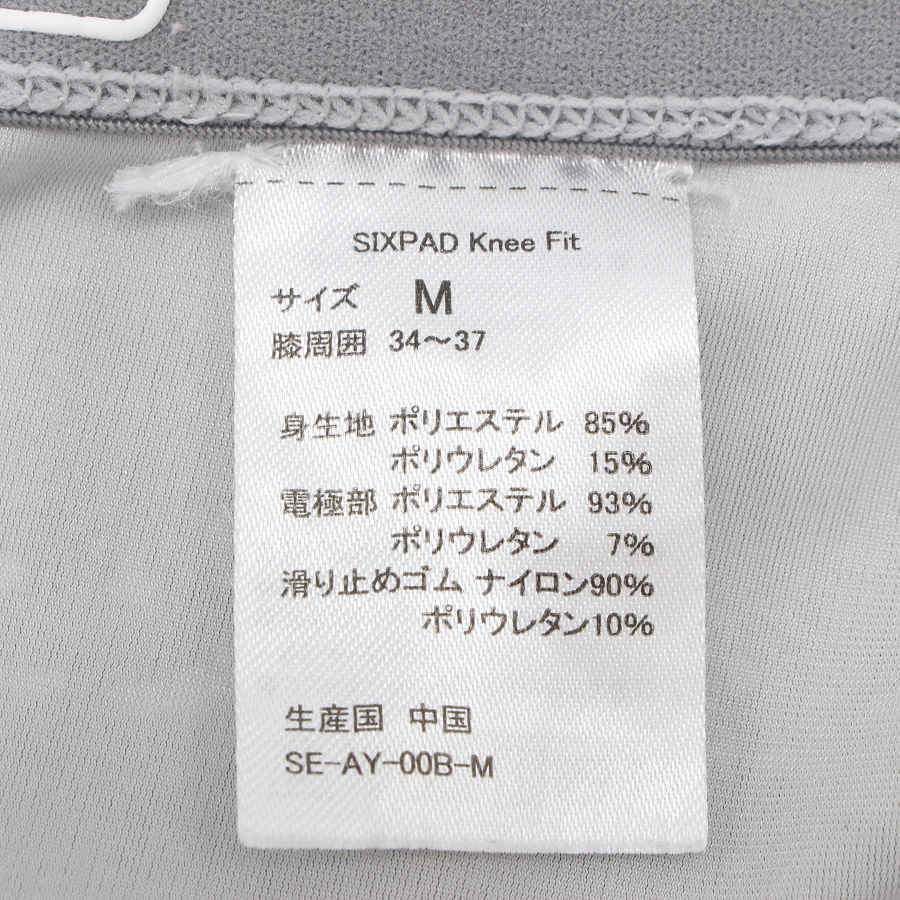 SIXPAD Knee Fit
サイズ M
膝周囲 34～37
身生地 ポリエステル 85%
ポリウレタン 15%
電極部 ポリエステル 93%
ポリウレタン 7%
滑り止めゴム ナイロン90%
ポリウレタン10%
生産国 中国
SE-AY-00B-M